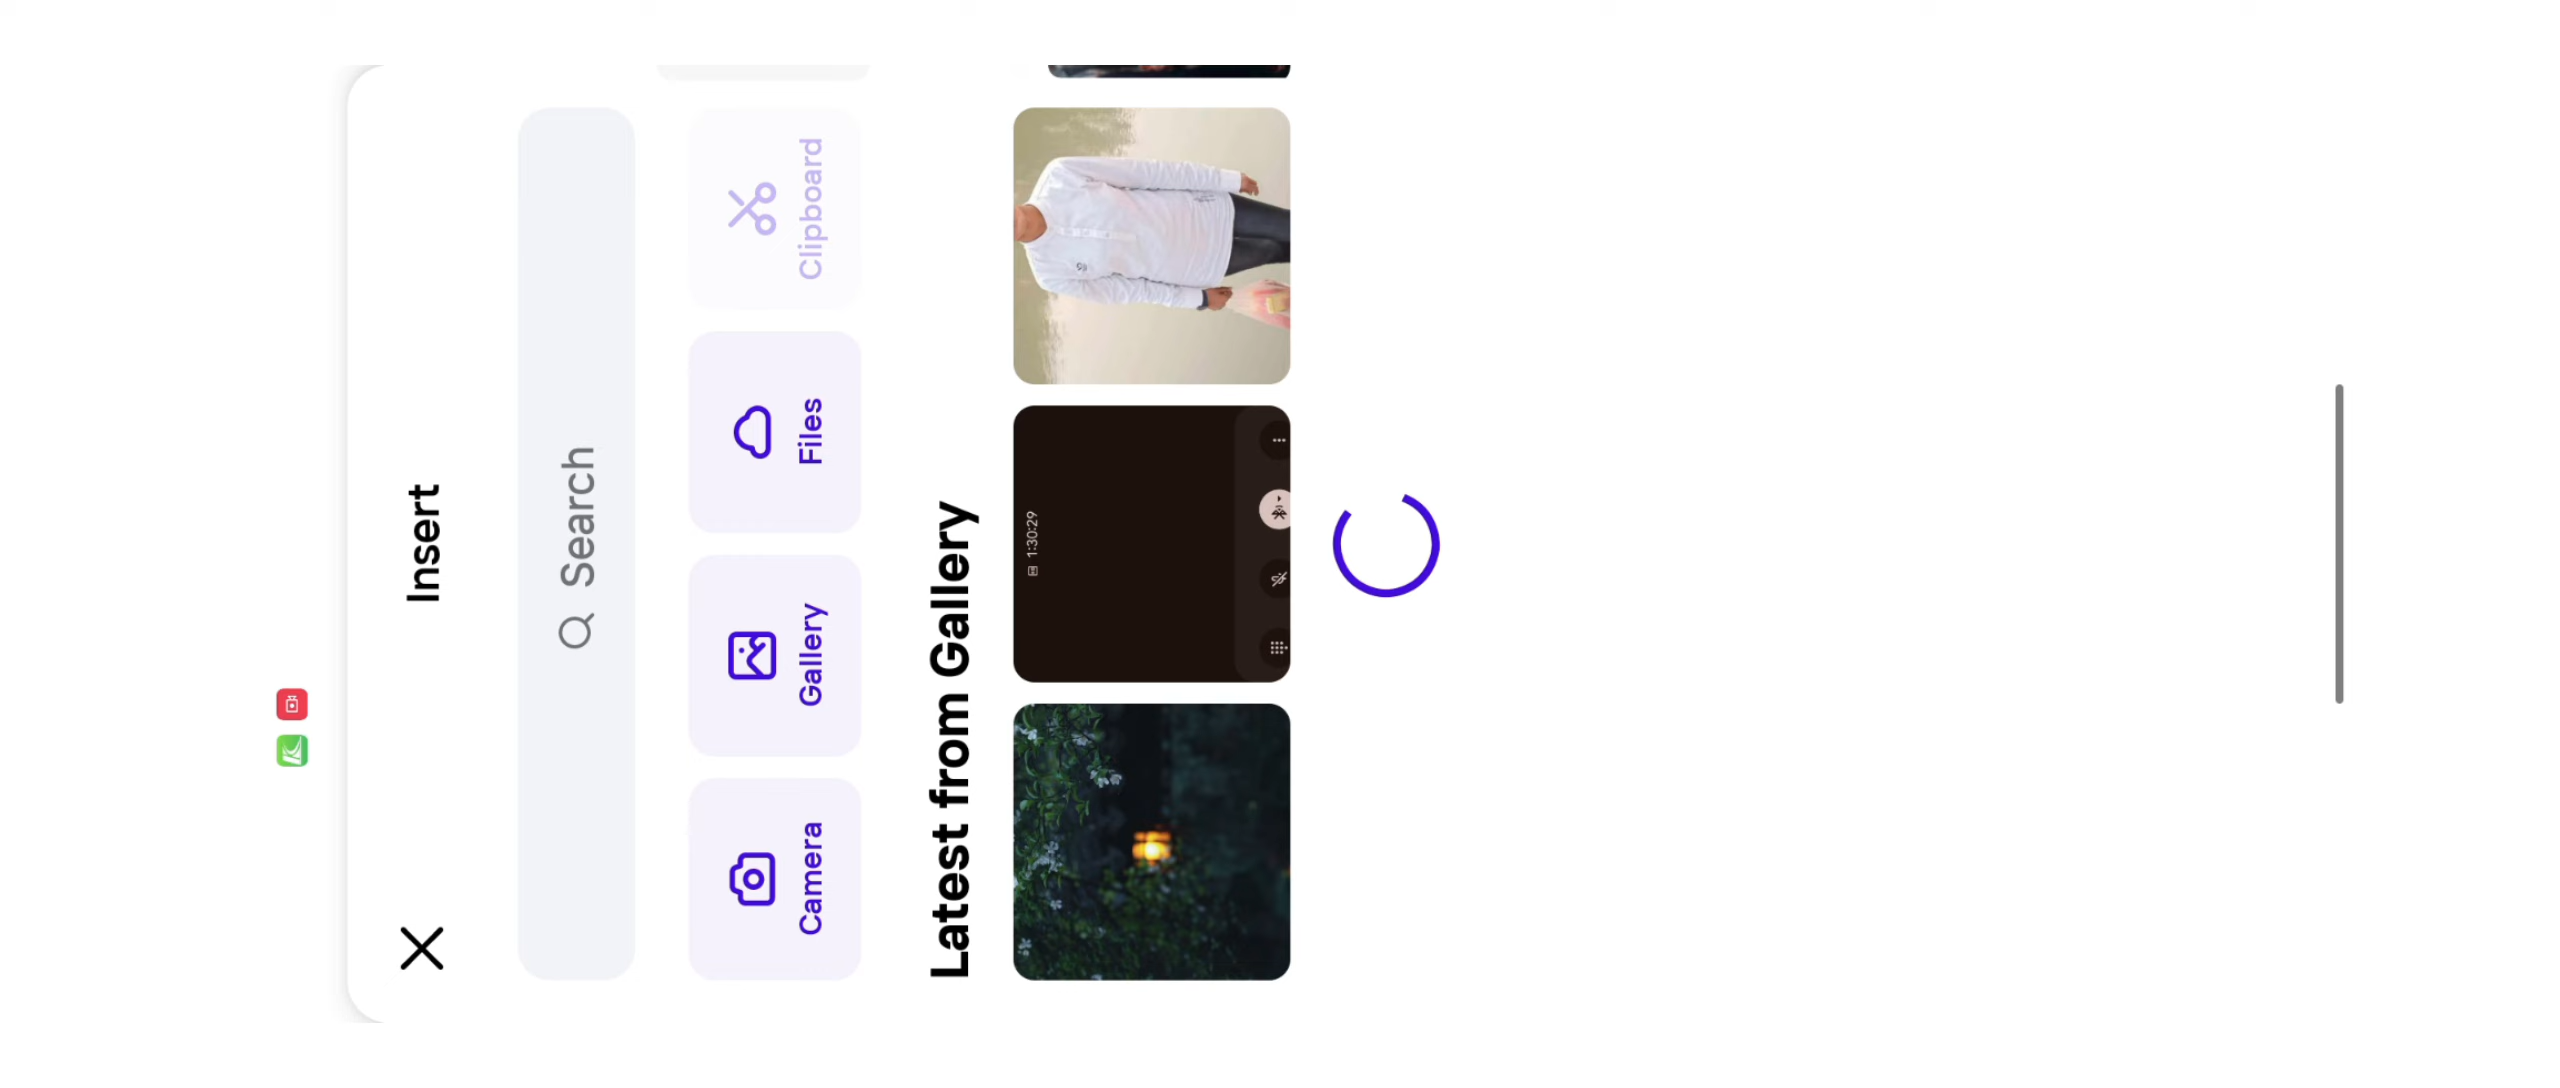 Insert
Search
Camera
Gallery
Files
Clipboard
Latest from Gallery
1:30:29